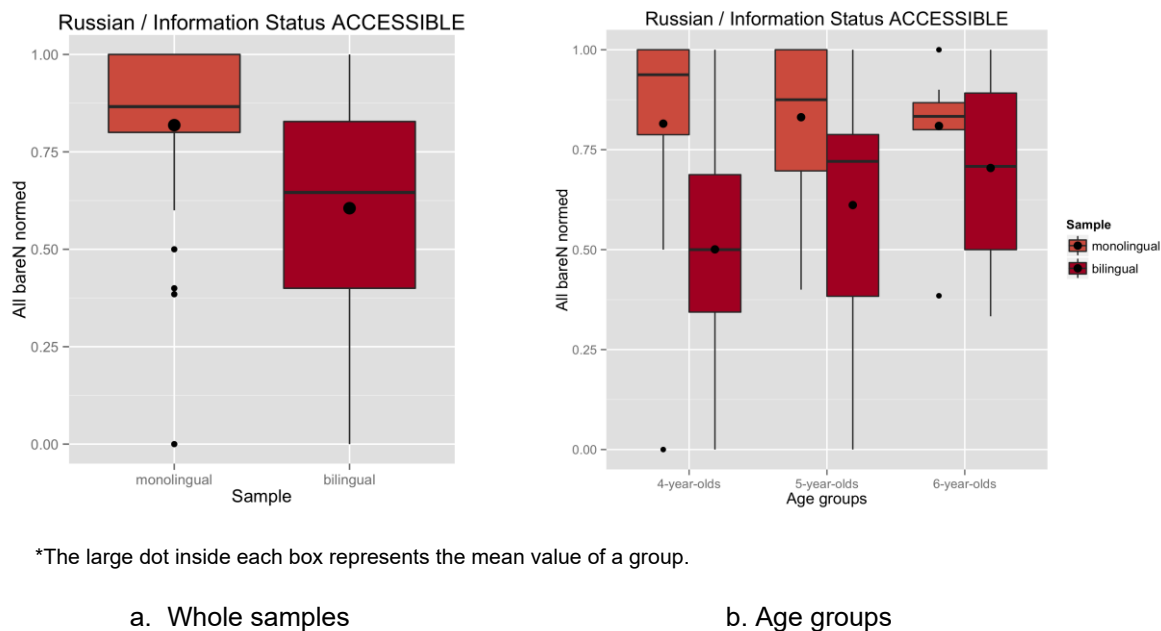 Russian / Information Status ACCESSIBLE
All bareN normed
1.00
0.75
0.50
0.25
0.00
monolingual bilingual
Sample
Russian / Information Status ACCESSIBLE
All bareN normed
1.00
0.75
0.50
0.25
0.00
4-year-olds 5-year-olds 6-year-olds
Age groups
Sample
monolingual
bilingual
*The large dot inside each box represents the mean value of a group.
a. Whole samples
b. Age groups